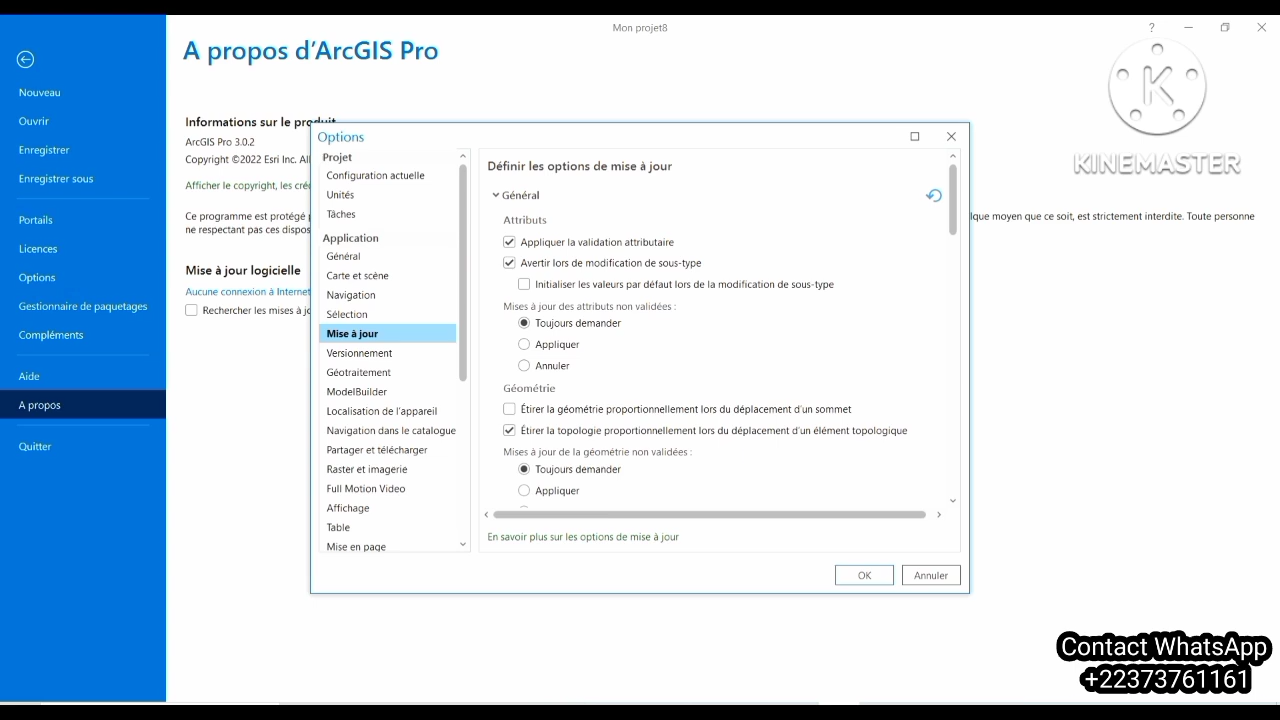 Mon projet8
?
A propos d'ArcGIS Pro
Nouveau
Ouvrir
Enregistrer
Enregistrer sous
Portails
Licences
Options
Gestionnaire de paquetages
Compléments
Aide
A propos
Quitter
Informations sur le produit
ArcGIS Pro 3.0.2
Copyright ©2022 Esri Inc. All
Afficher le copyright, les cré
Ce programme est protégé
ne respectant pas ces dispos
lque moyen que ce soit, est strictement interdite. Toute personne
Mise à jour logicielle
Aucune connexion à Internet
Rechercher les mises à jo
Options
Projet
Configuration actuelle
Unités
Tâches
Application
Général
Carte et scène
Navigation
Sélection
Mise à jour
Versionnement
Géotraitement
ModelBuilder
Localisation de l'appareil
Navigation dans le catalogue
Partager et télécharger
Raster et imagerie
Full Motion Video
Affichage
Table
Mise en page
Définir les options de mise à jour
Général
Attributs
Appliquer la validation attributaire
Avertir lors de modification de sous-type
Initialiser les valeurs par défaut lors de la modification de sous-type
Mises à jour des attributs non validées :
Toujours demander
Appliquer
Annuler
Géométrie
Étirer la géométrie proportionnellement lors du déplacement d'un sommet
Étirer la topologie proportionnellement lors du déplacement d'un élément topologique
Mises à jour de la géométrie non validées :
Toujours demander
Appliquer
En savoir plus sur les options de mise à jour
OK
Annuler
K
KINEMASTER
Contact WhatsApp
+22373761161